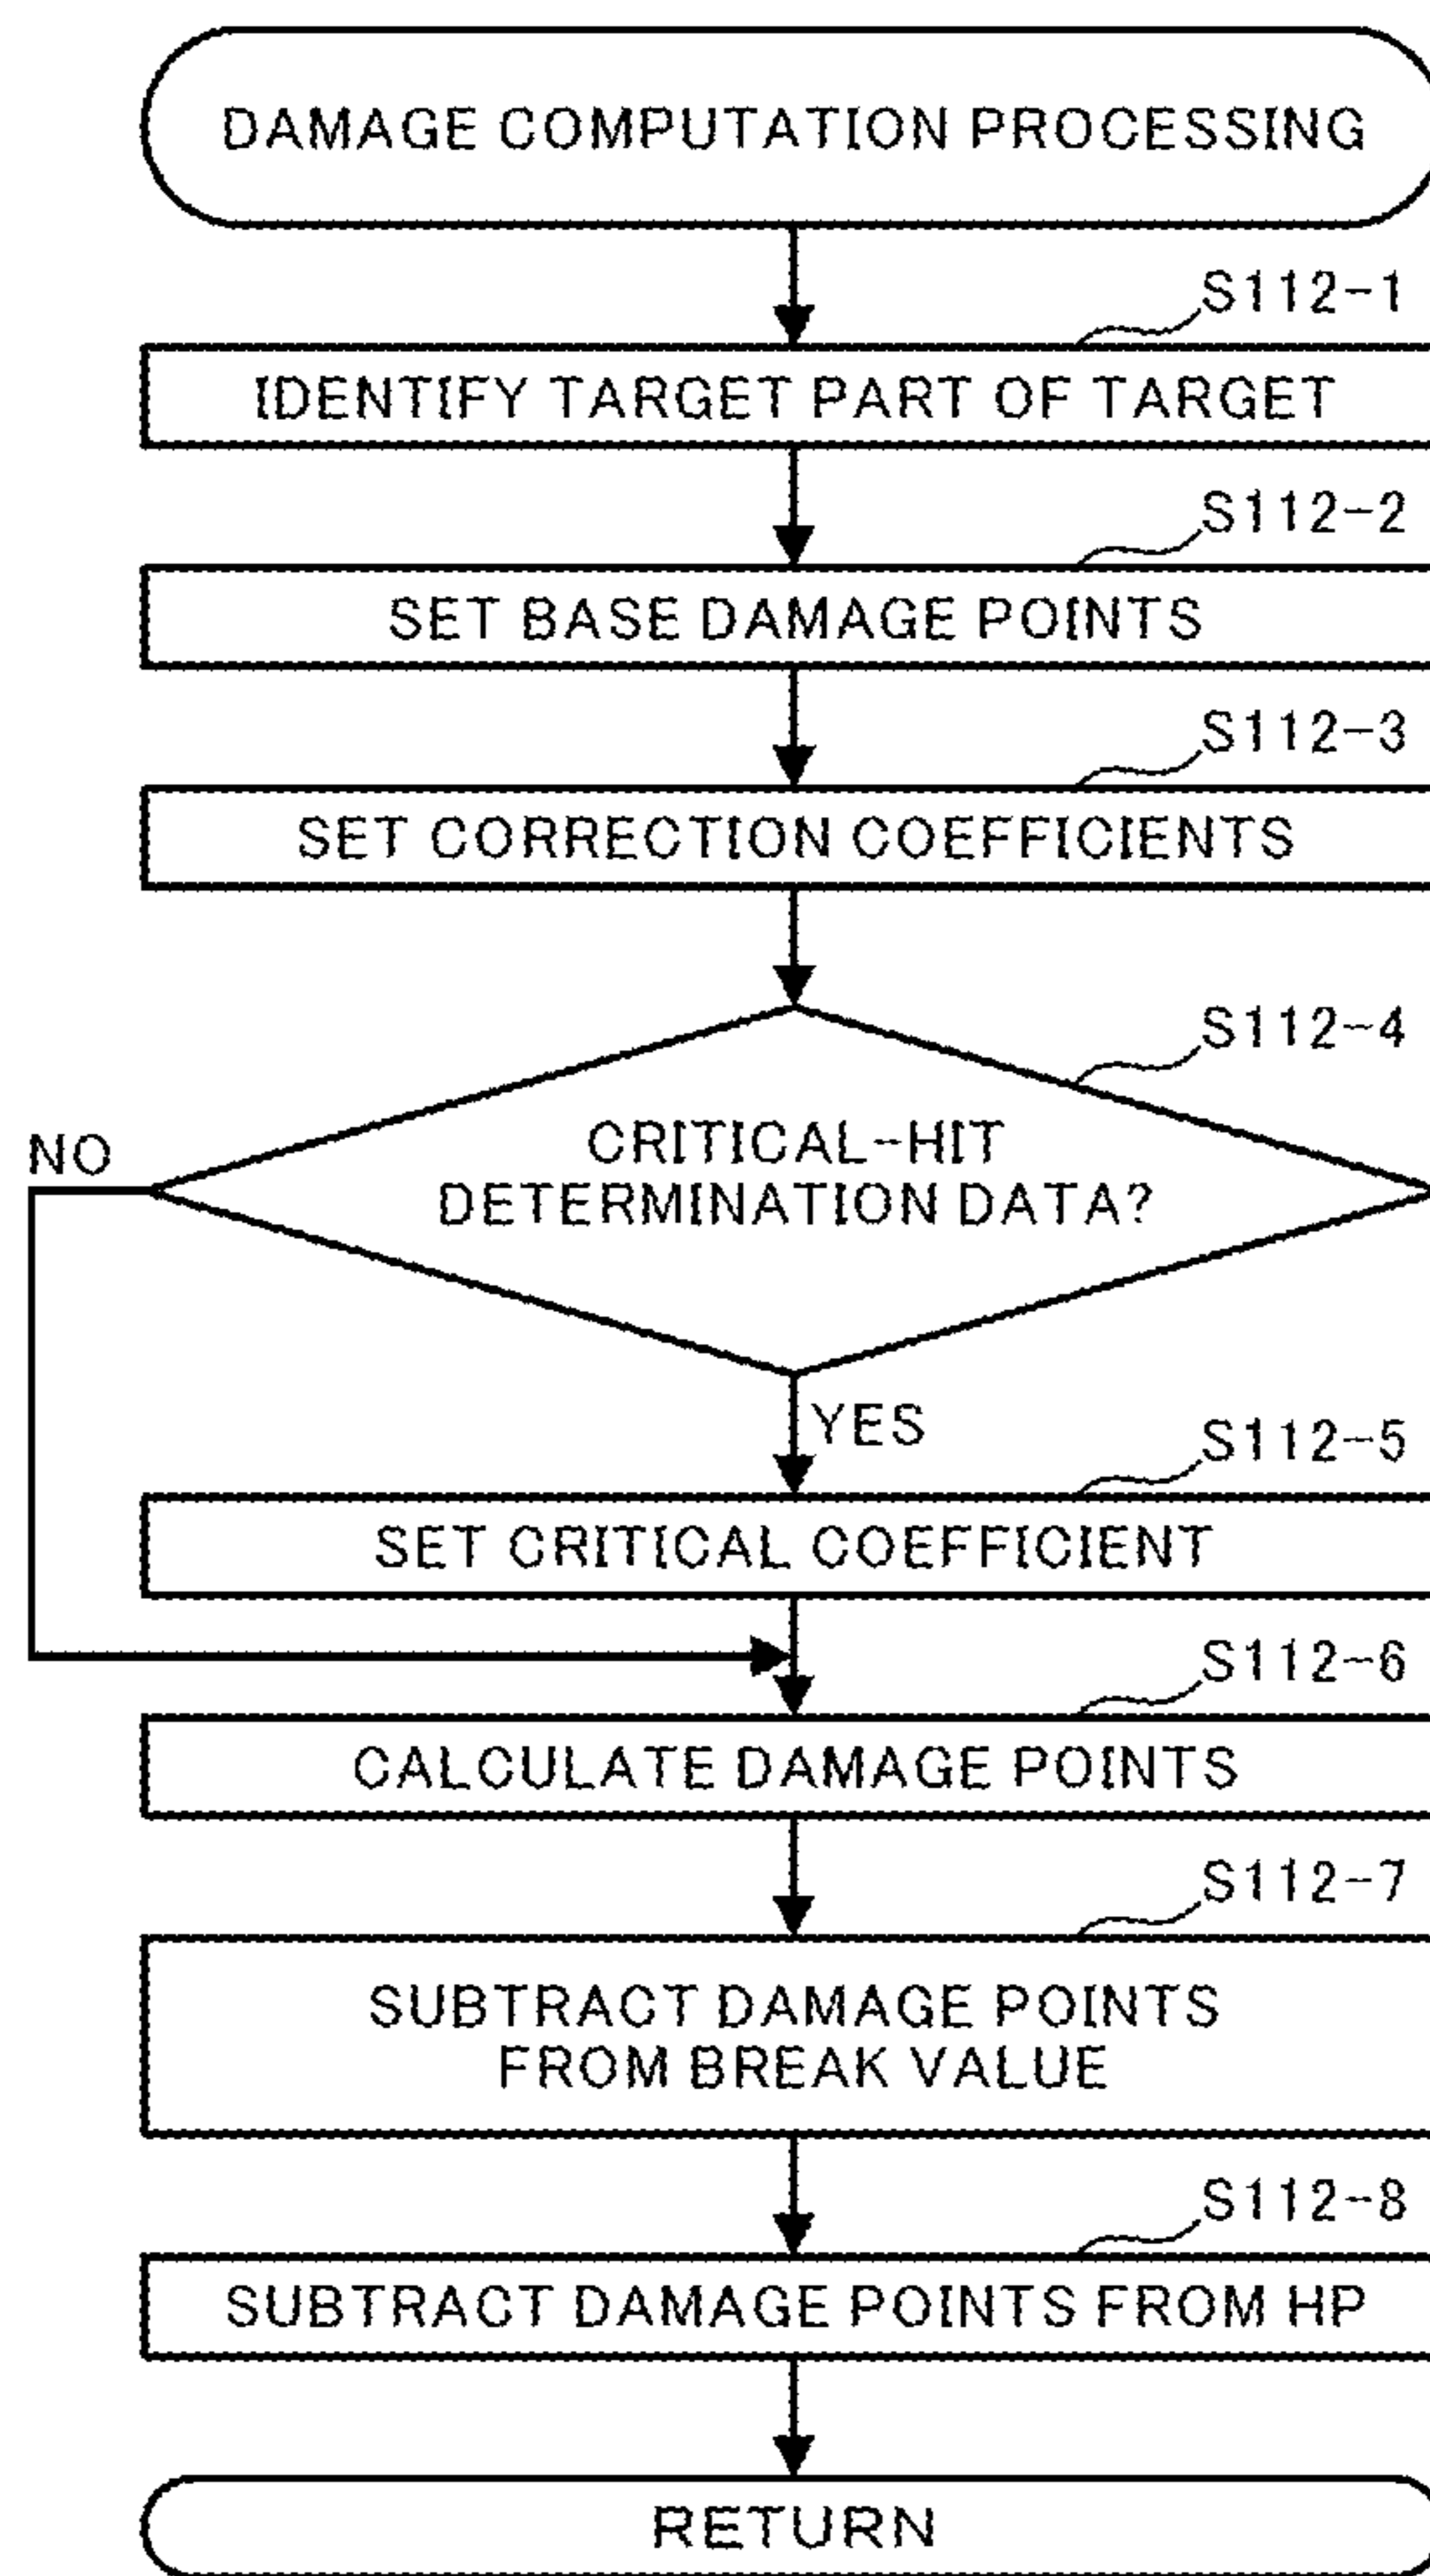 DAMAGE COMPUTATION PROCESSING
S112-1
IDENTIFY TARGET PART OF TARGET
S112-2
SET BASE DAMAGE POINTS
S112-3
SET CORRECTION COEFFICIENTS
S112-4
NO
CRITICAL-HIT
DETERMINATION DATA?
YES
S112-5
SET CRITICAL COEFFICIENT
S112-6
CALCULATE DAMAGE POINTS
S112-7
SUBTRACT DAMAGE POINTS
FROM BREAK VALUE
S112-8
SUBTRACT DAMAGE POINTS FROM HP
RETURN